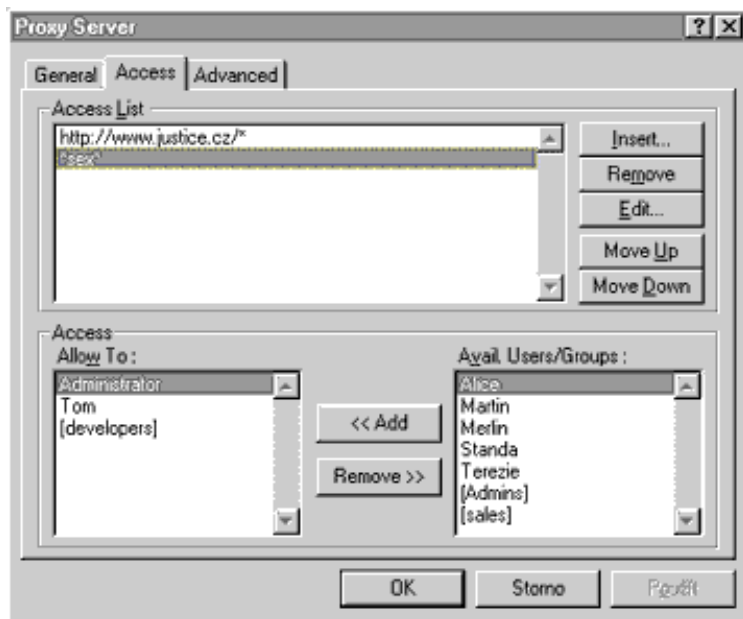 Proxy Server
General Access Advanced
Access List
http://www.justice.cz/*
*sex*
Insert...
Remove
Edit...
Move Up
Move Down
Access
Allow To :
Administrator
Tom
[developers]
<< Add
Remove >>
Avail. Users/Groups :
Alice
Martin
Merlin
Standa
Terezie
[Admins]
[sales]
OK Storno Použít